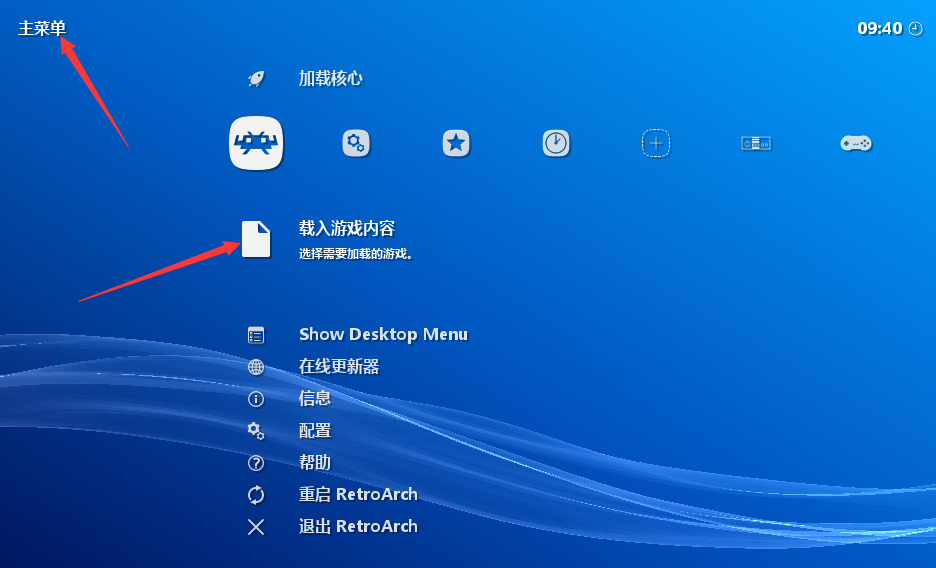 主菜单
09:40
加载核心
载入游戏内容
选择需要加载的游戏。
Show Desktop Menu
在线更新器
信息
配置
帮助
重启 RetroArch
退出 RetroArch